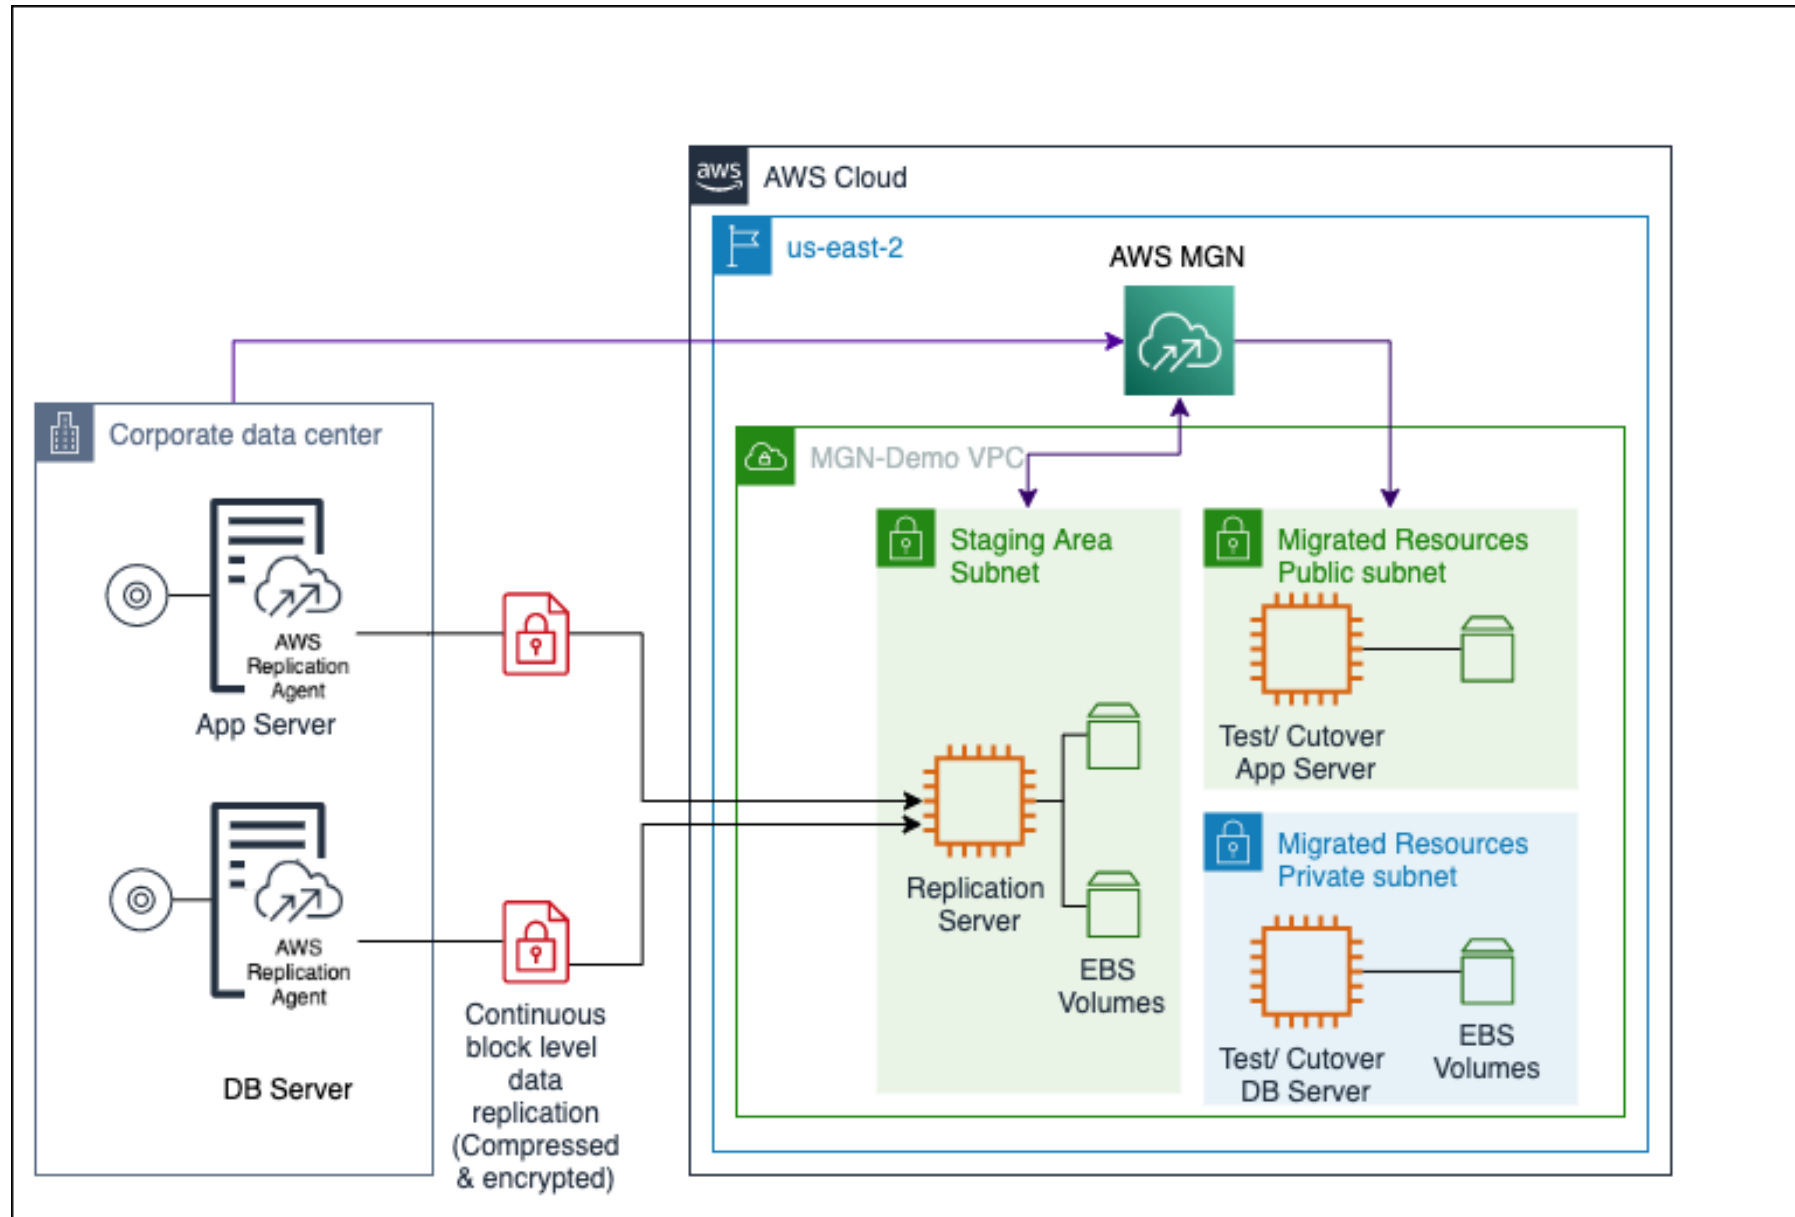 aws
AWS Cloud
us-east-2
AWS MGN
Corporate data center
MGN-Demo VPC
Staging Area
Subnet
Migrated Resources
Public subnet
AWS
Replication
Agent
App Server
Test/ Cutover
App Server
Migrated Resources
Private subnet
Replication
Server
AWS
Replication
Agent
EBS
Volumes
Continuous
block level
data
replication
(Compressed
& encrypted)
DB Server
Test/ Cutover
DB Server
EBS
Volumes